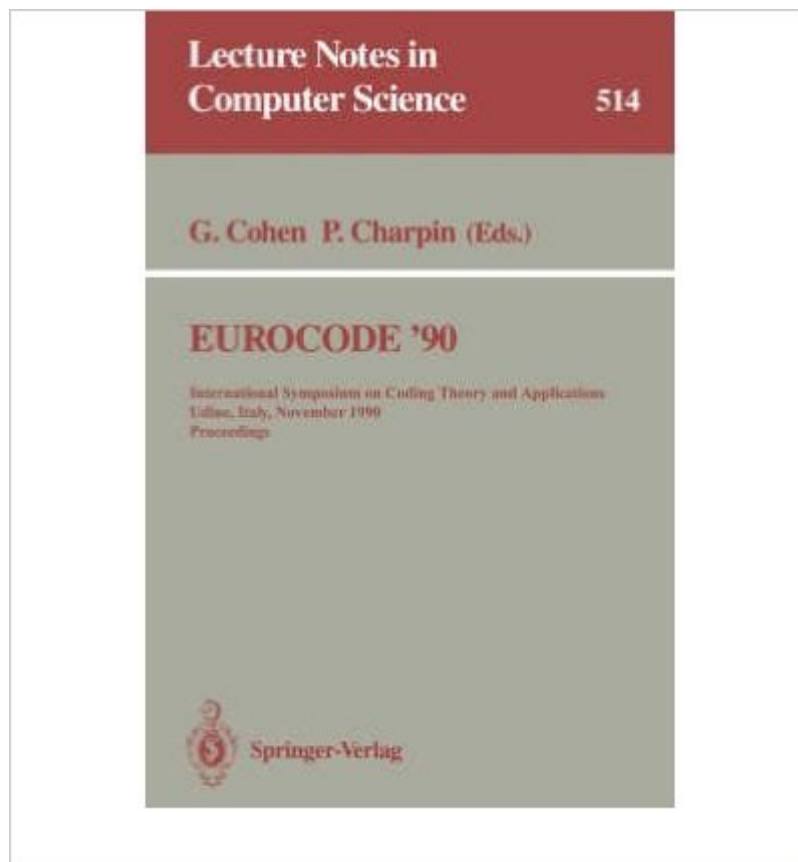 Lecture Notes in
Computer Science 514
G. Cohen P. Charpin (Eds.)
EUROCODE ’90
International Symposium on Coding Theory and Applications
Udine, Italy, November 1990
Proceedings
Springer-Verlag